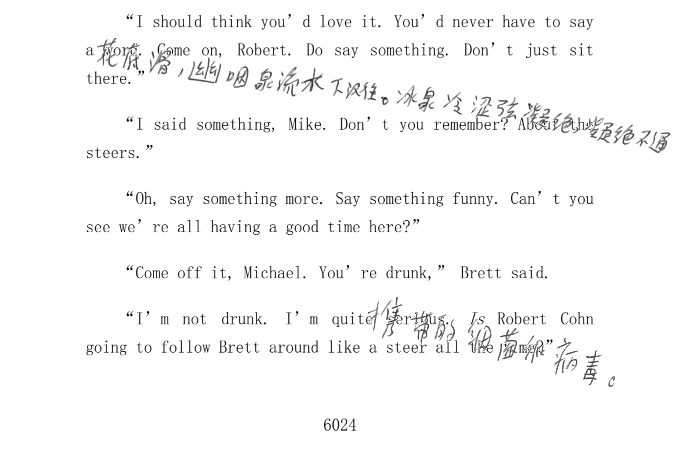 “I should think you’d love it. You’d never have to say
a word. Come on, Robert. Do say something. Don’t just sit
there.”
花底滑，幽咽泉流水下汉往。冰泉冷涩弦凝绝，凝绝不通
“I said something, Mike. Don’t you remember? About the
steers.”
“Oh, say something more. Say something funny. Can’t you
see we’re all having a good time here?”
“Come off it, Michael. You’re drunk,” Brett said.
“I’m not drunk. I’m quite serious. Is Robert Cohn
going to follow Brett around like a steer all the time?”
携带的细菌和病毒。
6024